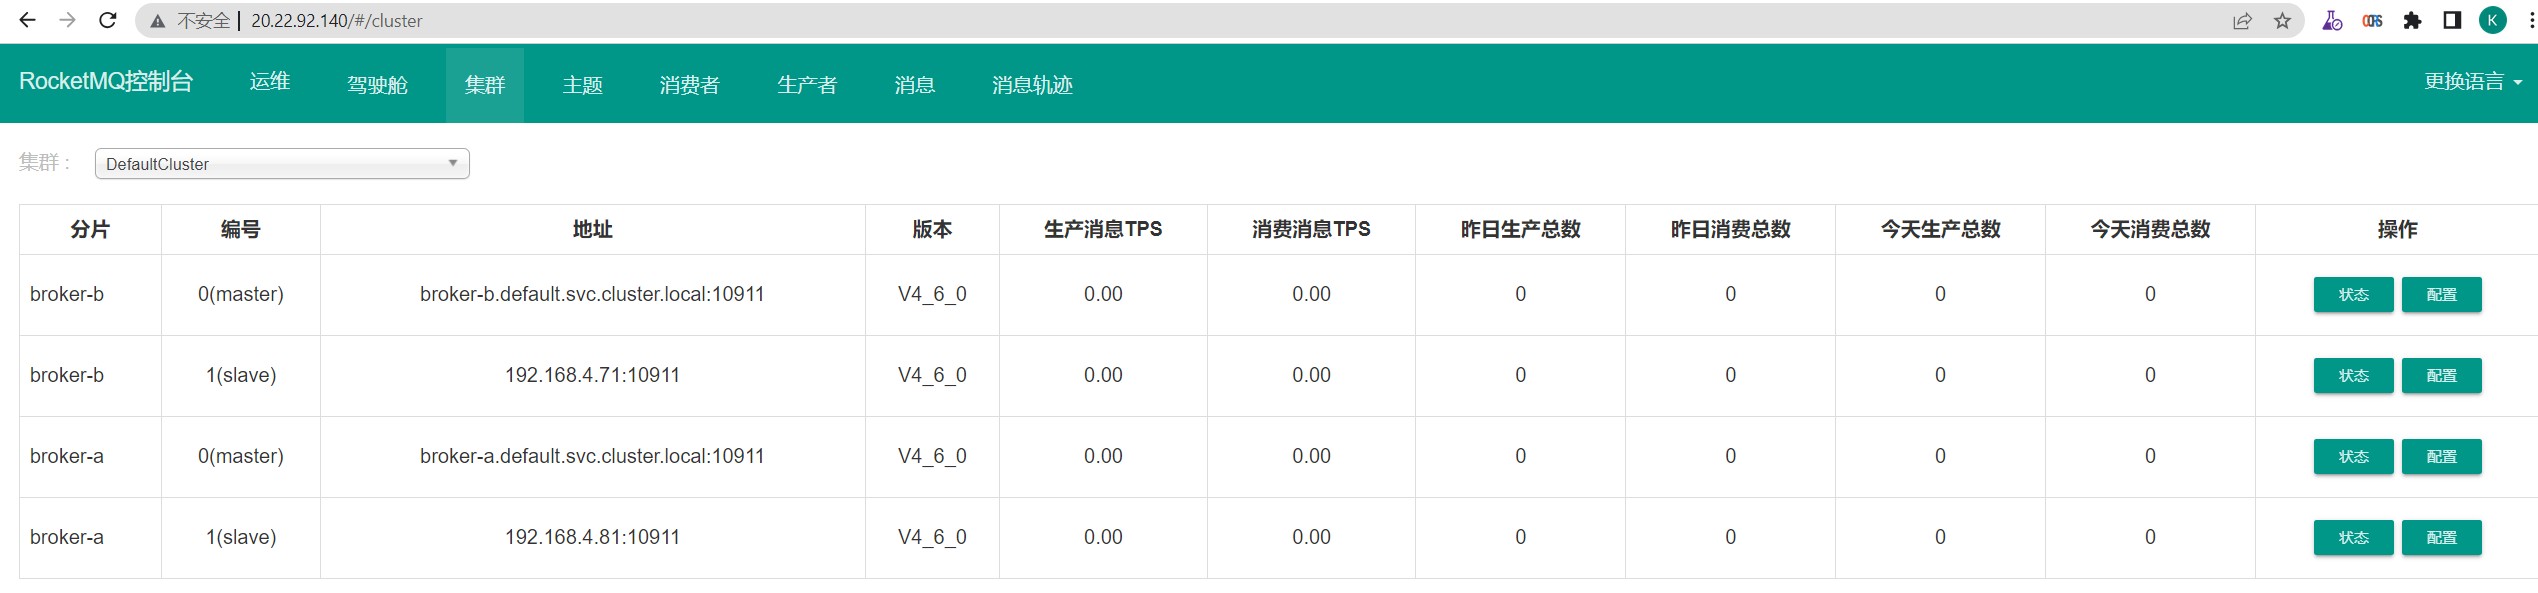 不安全 | 20.22.92.140/#/cluster K
RocketMQ控制台 运维 驾驶舱 集群 主题 消费者 生产者 消息 消息轨迹 更换语言
集群 : DefaultCluster
分片 编号 地址 版本 生产消息TPS 消费消息TPS 昨日生产总数 昨日消费总数 今天生产总数 今天消费总数 操作
broker-b 0(master) broker-b.default.svc.cluster.local:10911 V4_6_0 0.00 0.00 0 0 0 0 状态 配置
broker-b 1(slave) 192.168.4.71:10911 V4_6_0 0.00 0.00 0 0 0 0 状态 配置
broker-a 0(master) broker-a.default.svc.cluster.local:10911 V4_6_0 0.00 0.00 0 0 0 0 状态 配置
broker-a 1(slave) 192.168.4.81:10911 V4_6_0 0.00 0.00 0 0 0 0 状态 配置